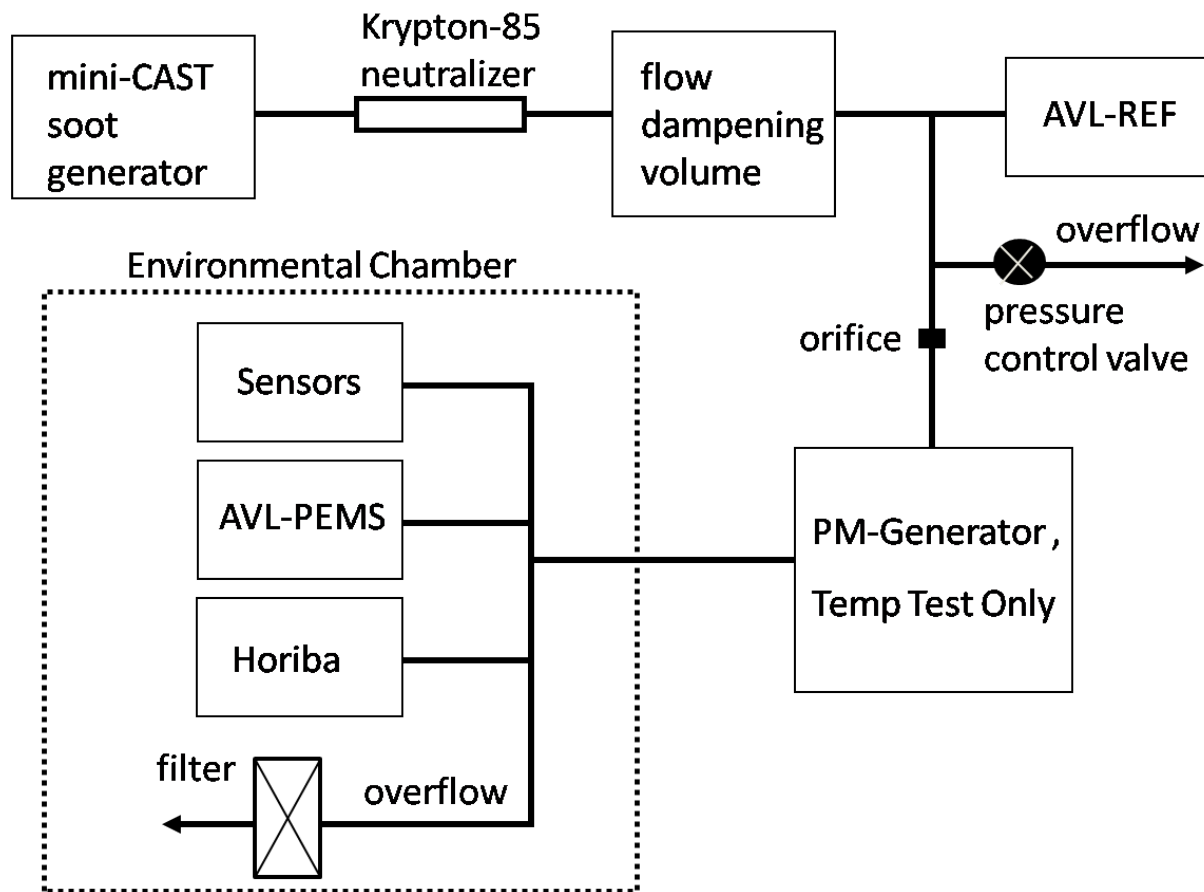 mini-CAST
soot
generator
Krypton-85
neutralizer
flow
dampening
volume
AVL-REF
overflow
pressure
control valve
orifice
Environmental Chamber
Sensors
AVL-PEMS
Horiba
filter
overflow
PM-Generator ,
Temp Test Only